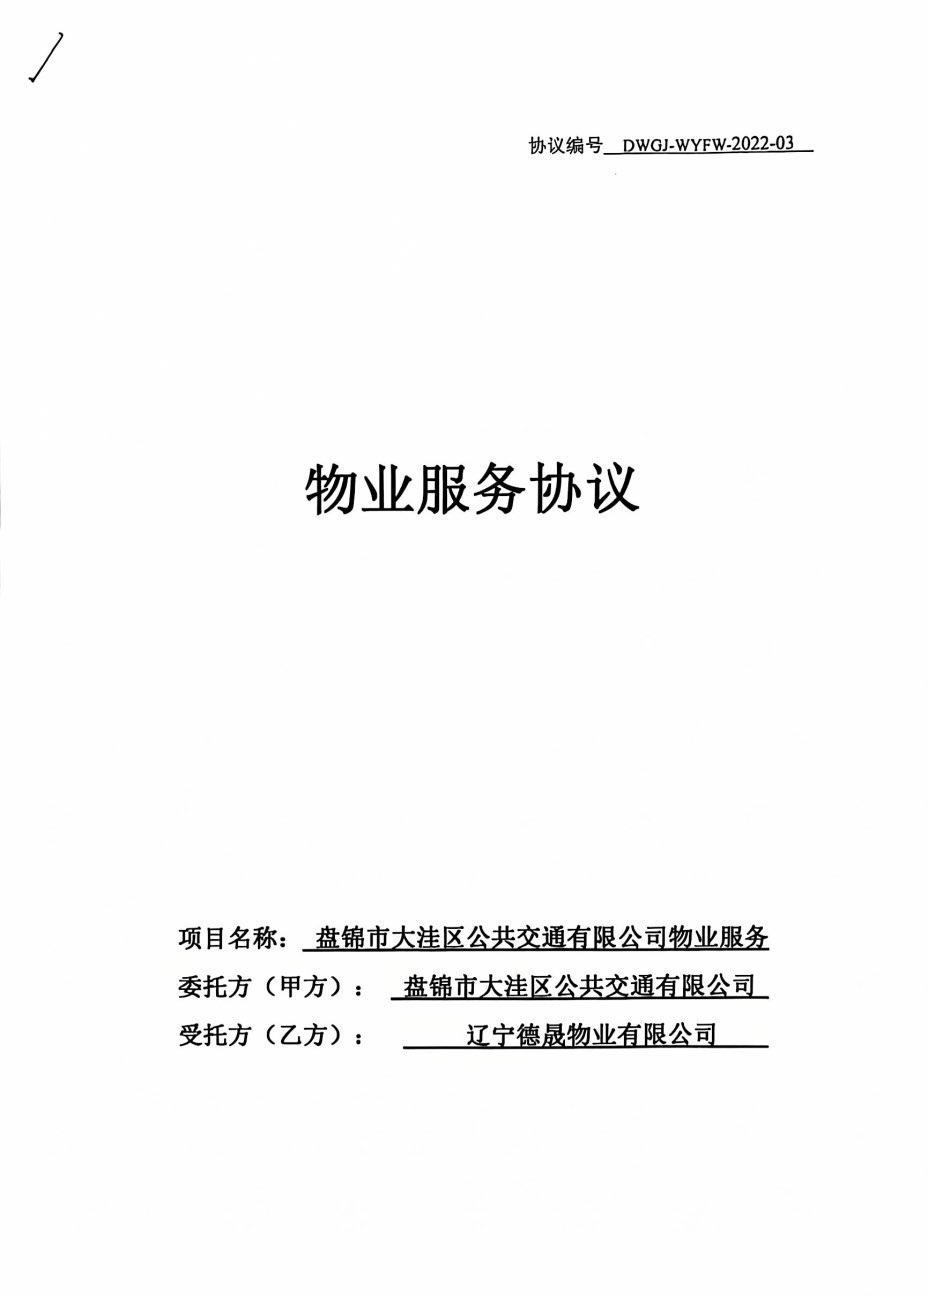 协议编号 DWGJ-WYFW-2022-03
物业服务协议
项目名称：盘锦市大洼区公共交通有限公司物业服务
委托方（甲方）：盘锦市大洼区公共交通有限公司
受托方（乙方）：辽宁德晟物业有限公司